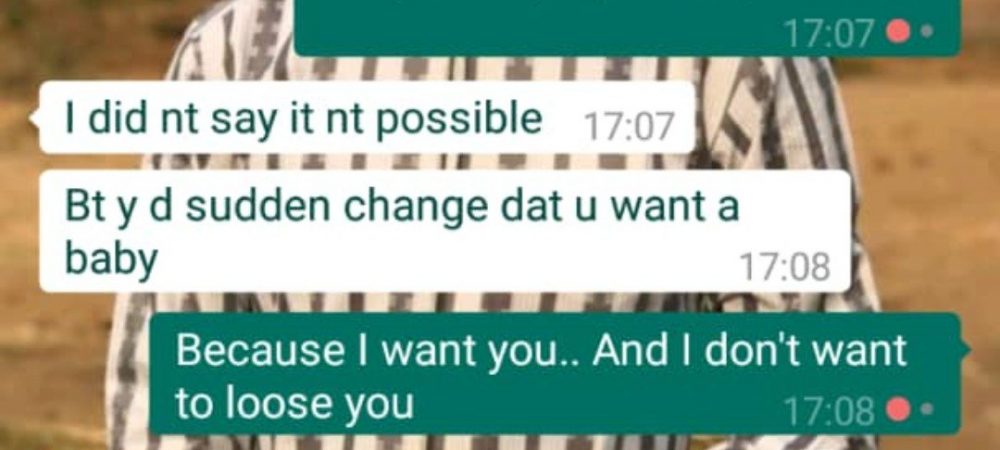 17:07
I did nt say it nt possible 17:07
Bt y d sudden change dat u want a
baby 17:08
Because I want you.. And I don't want
to loose you 17:08